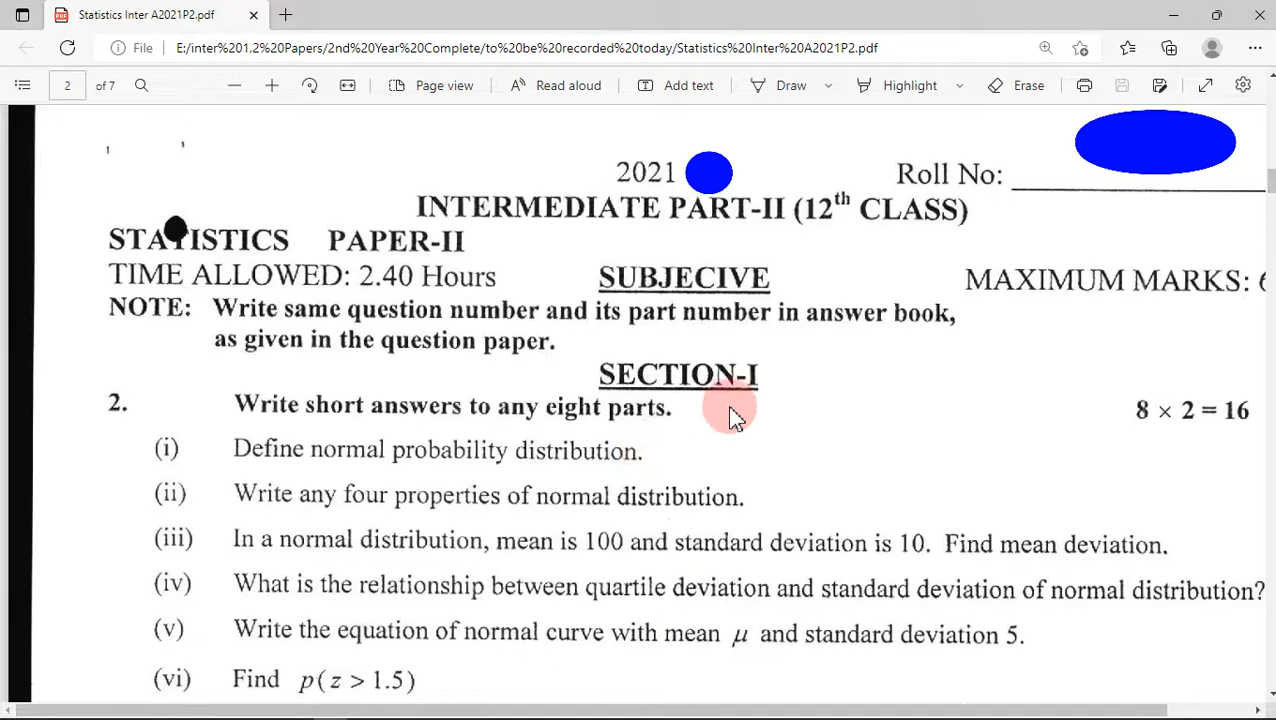 Statistics Inter A2021P2.pdf
File E:/inter%201,2%20Papers/2nd%20Year%20Complete/to%20be%20recorded%20today/Statistics%20Inter%20A2021P2.pdf
2 of 7 Page view Read aloud Add text Draw Highlight Erase
2021 Roll No:
INTERMEDIATE PART-II (12th CLASS)
STATISTICS PAPER-II
TIME ALLOWED: 2.40 Hours SUBJECIVE MAXIMUM MARKS: 6
NOTE: Write same question number and its part number in answer book,
as given in the question paper.
SECTION-I
2. Write short answers to any eight parts. 8 × 2 = 16
(i) Define normal probability distribution.
(ii) Write any four properties of normal distribution.
(iii) In a normal distribution, mean is 100 and standard deviation is 10. Find mean deviation.
(iv) What is the relationship between quartile deviation and standard deviation of normal distribution?
(v) Write the equation of normal curve with mean μ and standard deviation 5.
(vi) Find p(z > 1.5)